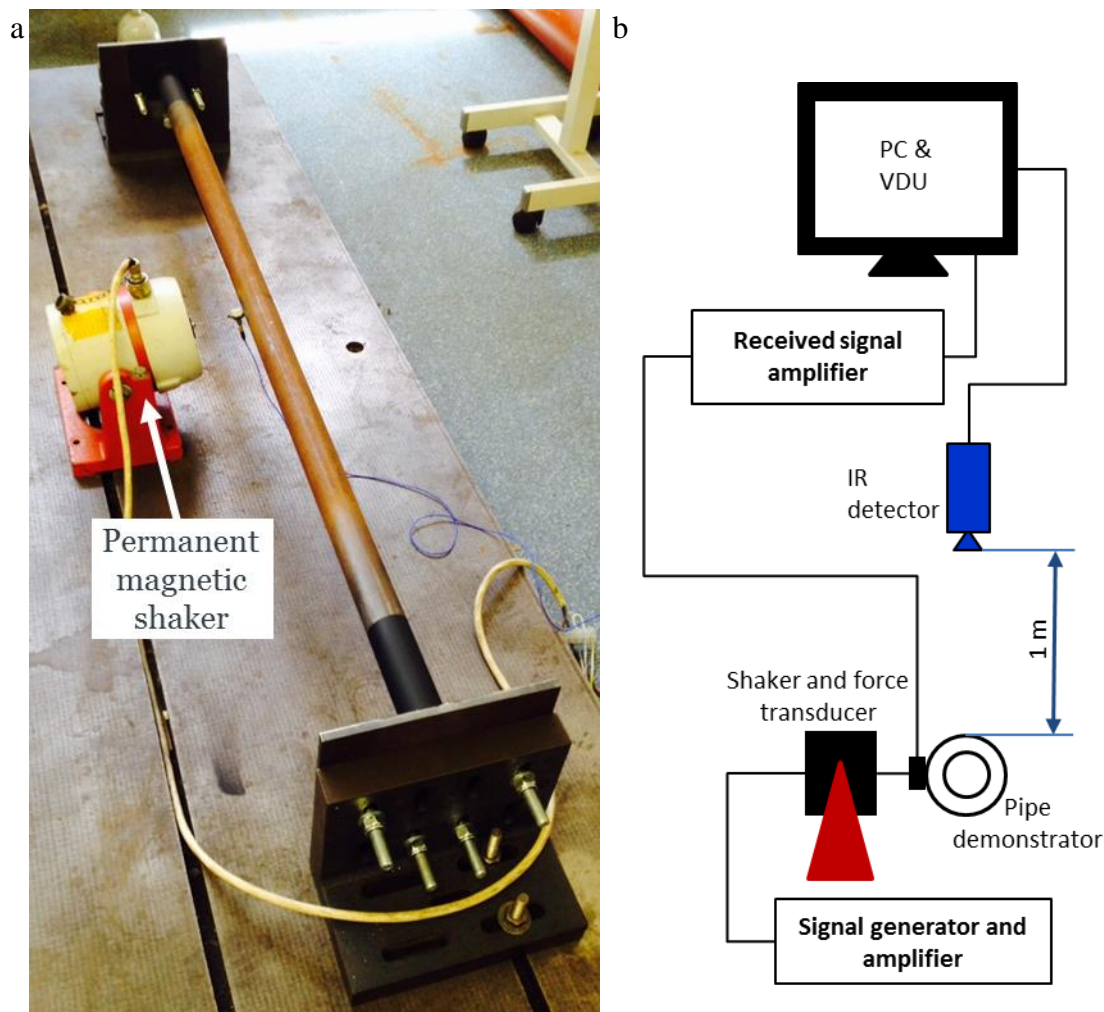 a
Permanent
magnetic
shaker
b
PC &
VDU
Received signal
amplifier
IR
detector
1 m
Shaker and force
transducer
Pipe
demonstrator
Signal generator and
amplifier